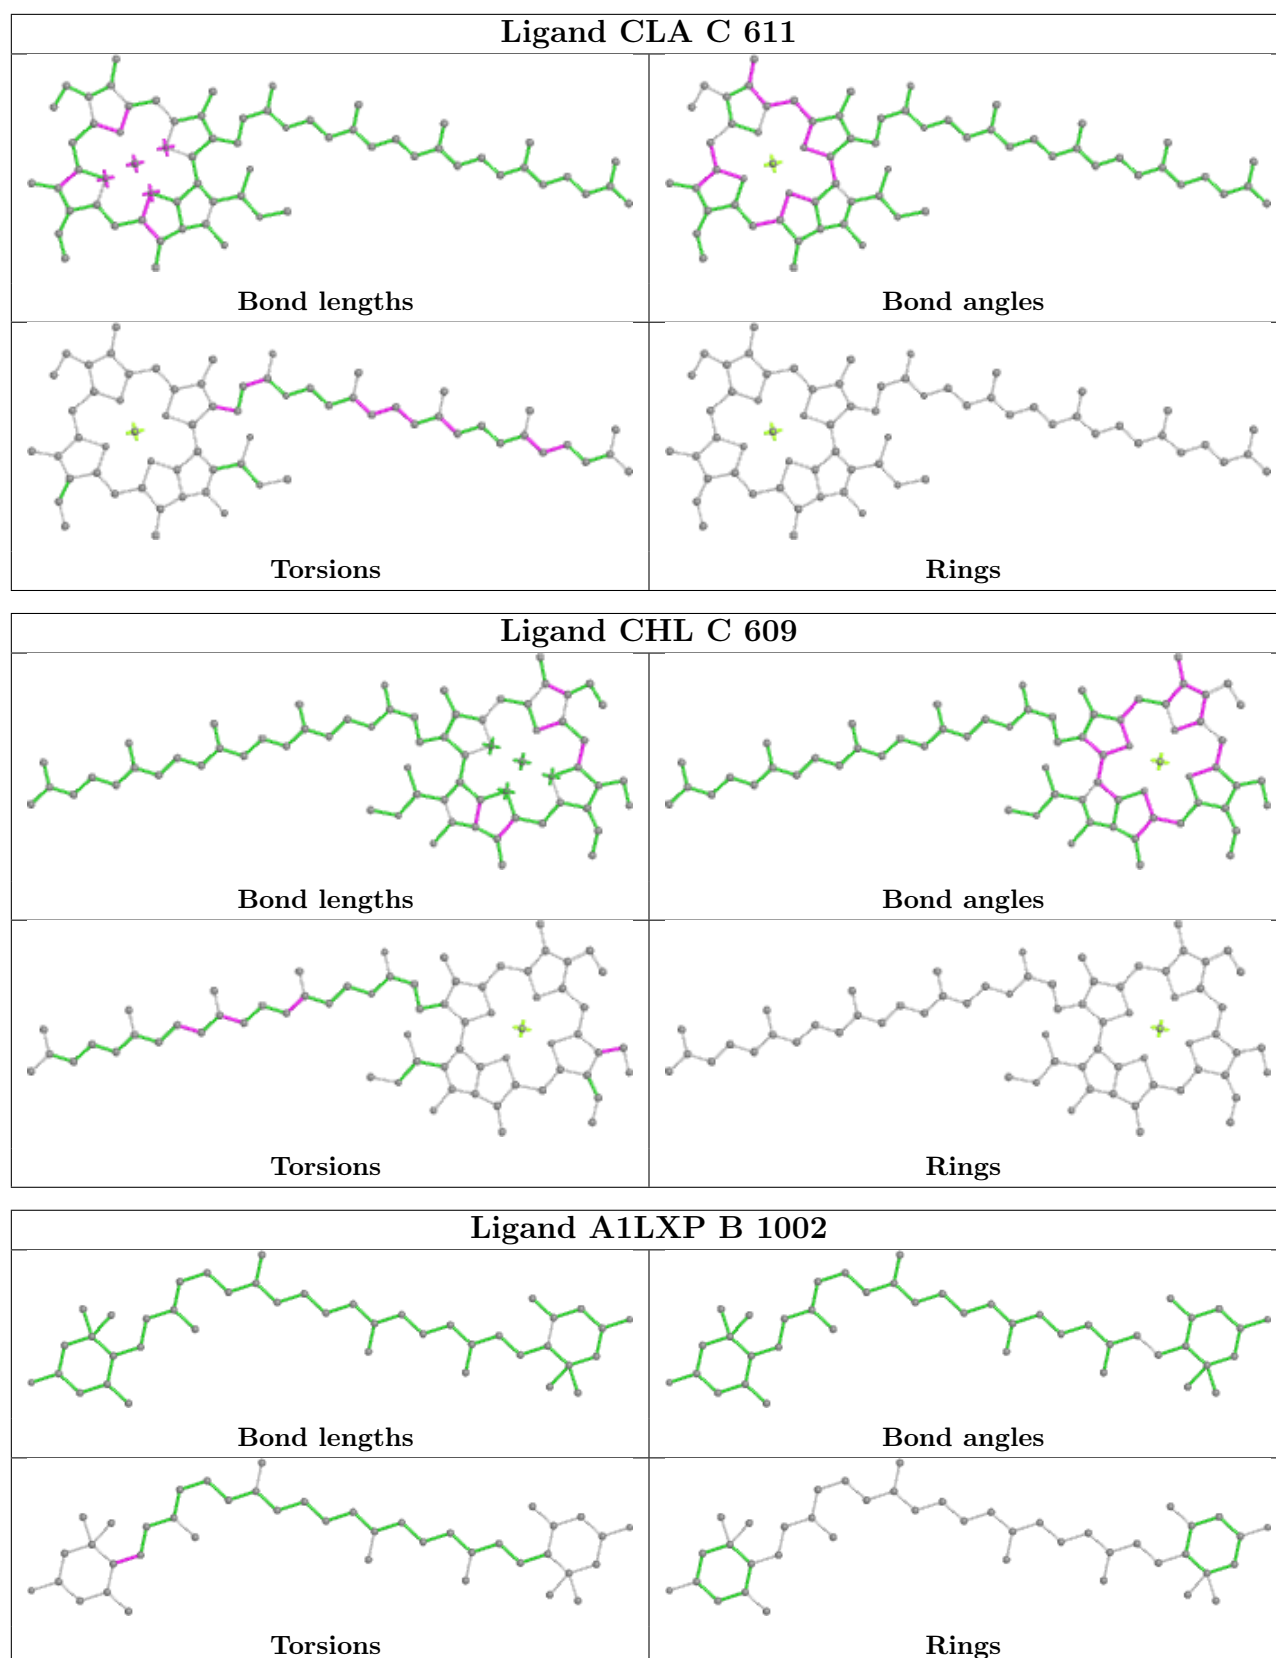 Ligand CLA C 611
Bond lengths
Bond angles
Torsions
Rings
Ligand CHL C 609
Bond lengths
Bond angles
Torsions
Rings
Ligand A1LXP B 1002
Bond lengths
Bond angles
Torsions
Rings